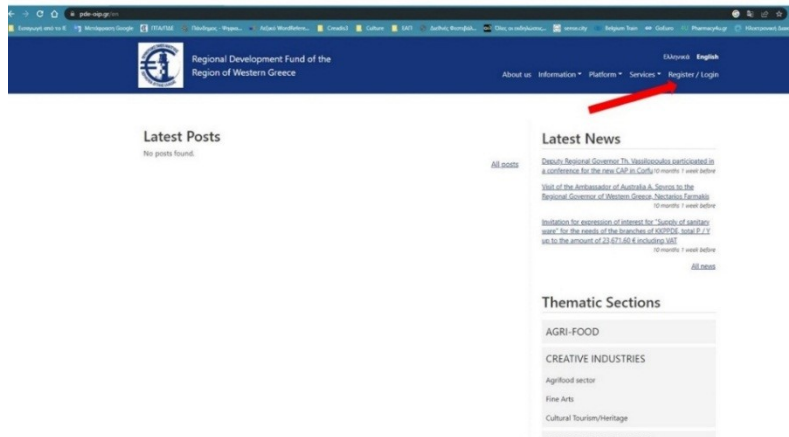 pde-oip.gr/en
Regional Development Fund of the
Region of Western Greece
Ελληνικά English
About us Information Platform Services Register / Login
Latest Posts
No posts found.
All posts
Latest News
Deputy Regional Governor Th. Vassilopoulos participated in
a conference for the new CAP in Corfu 10 months 1 week before
Visit of the Ambassador of Australia A. Spyros to the
Regional Governor of Western Greece, Nectarios Farmakis
10 months 1 week before
Invitation for expression of interest for "Supply of sanitary
ware" for the needs of the branches of KKPPDE, total P / Y
up to the amount of 23,671.60 € including VAT
10 months 1 week before
All news
Thematic Sections
AGRI-FOOD
CREATIVE INDUSTRIES
Agrifood sector
Fine Arts
Cultural Tourism/Heritage